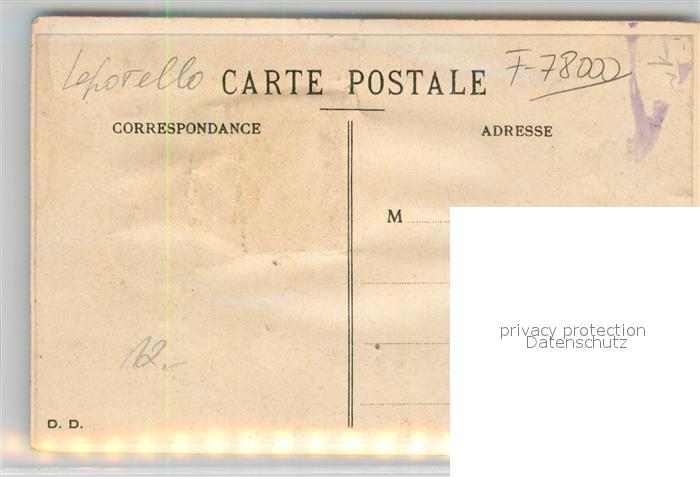 Leporello CARTE POSTALE F-78000
CORRESPONDANCE ADRESSE
M
privacy protection
Datenschutz
12.-
D. D.